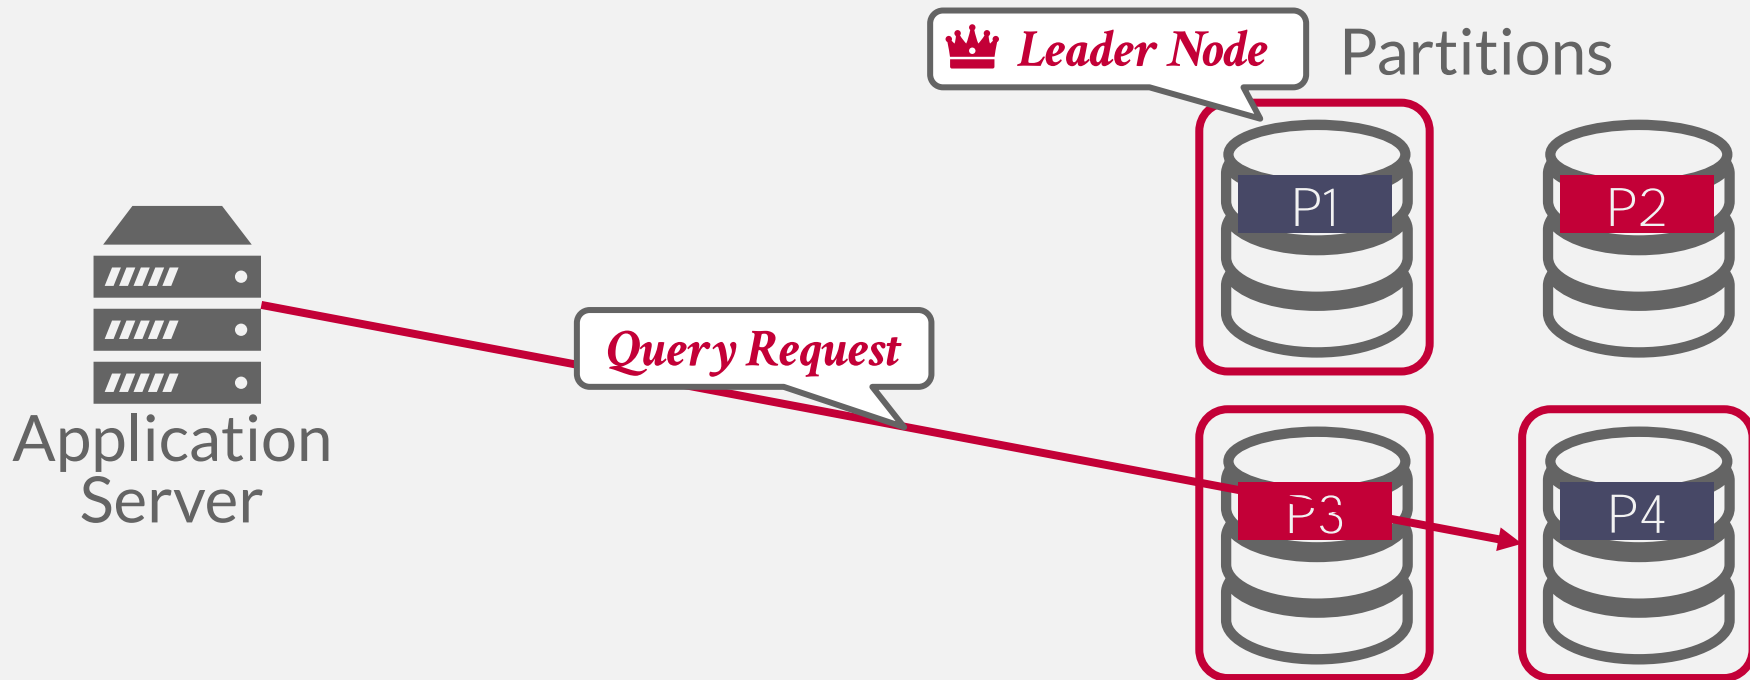 Leader Node
Partitions
P1
P2
Query Request
Application
Server
P3
P4